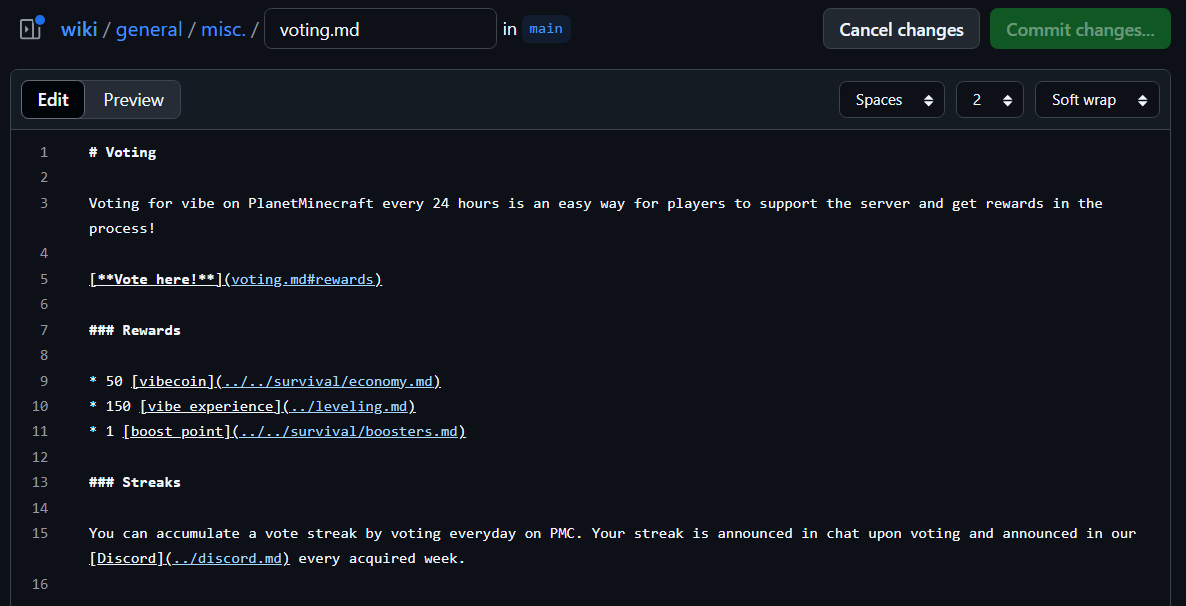 wiki / general / misc. / voting.md in main Cancel changes Commit changes...
Edit Preview Spaces 2 Soft wrap
1 # Voting
2
3 Voting for vibe on PlanetMinecraft every 24 hours is an easy way for players to support the server and get rewards in the
process!
4
5 [**Vote here!**](voting.md#rewards)
6
7 ### Rewards
8
9 * 50 [vibecoin](../../survival/economy.md)
10 * 150 [vibe experience](../leveling.md)
11 * 1 [boost point](../../survival/boosters.md)
12
13 ### Streaks
14
15 You can accumulate a vote streak by voting everyday on PMC. Your streak is announced in chat upon voting and announced in our
[Discord](../discord.md) every acquired week.
16